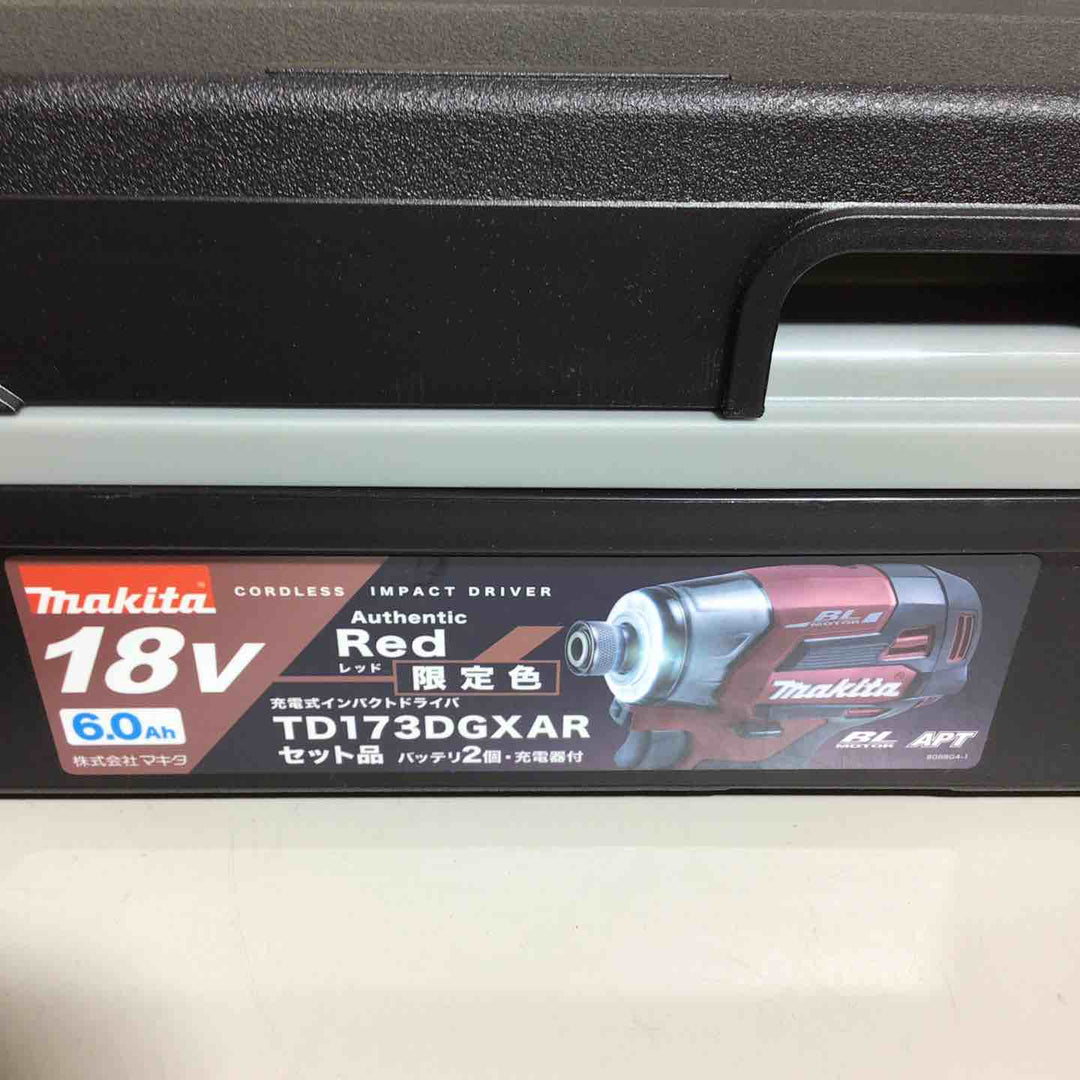 makita
CORDLESS IMPACT DRIVER
18V
6.0Ah
株式会社マキタ
Authentic
Red
レッド
限定色
充電式インパクトドライバ
TD173DGXAR
セット品 バッテリ2個・充電器付
BL
MOTOR
makita
BL
MOTOR
APT